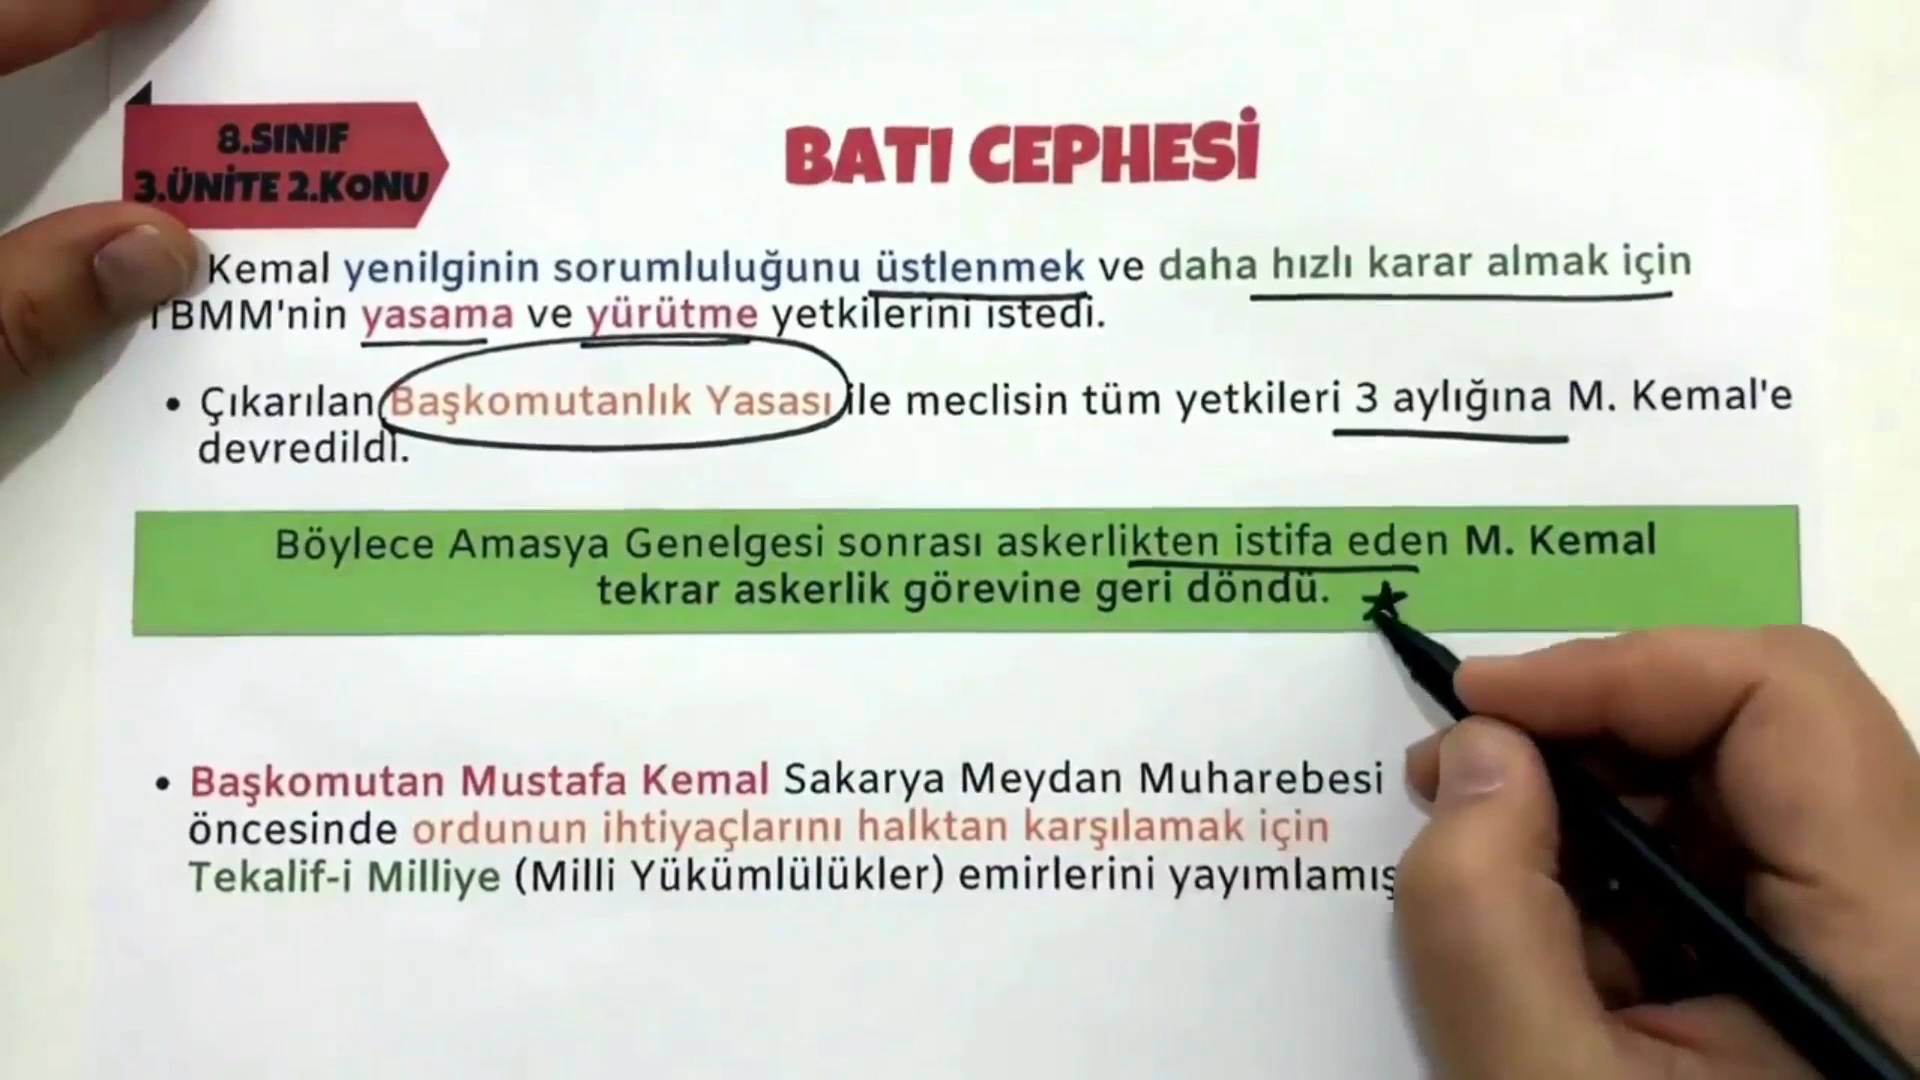 8.SINIF
3.ÜNİTE 2.KONU
BATI CEPHESİ
Kemal yenilginin sorumluluğunu üstlenmek ve daha hızlı karar almak için
TBMM'nin yasama ve yürütme yetkilerini istedi.
• Çıkarılan Başkomutanlık Yasası ile meclisin tüm yetkileri 3 aylığına M. Kemal'e
devredildi.
Böylece Amasya Genelgesi sonrası askerlikten istifa eden M. Kemal
tekrar askerlik görevine geri döndü.
• Başkomutan Mustafa Kemal Sakarya Meydan Muharebesi
öncesinde ordunun ihtiyaçlarını halktan karşılamak için
Tekalif-i Milliye (Milli Yükümlülükler) emirlerini yayımlamış